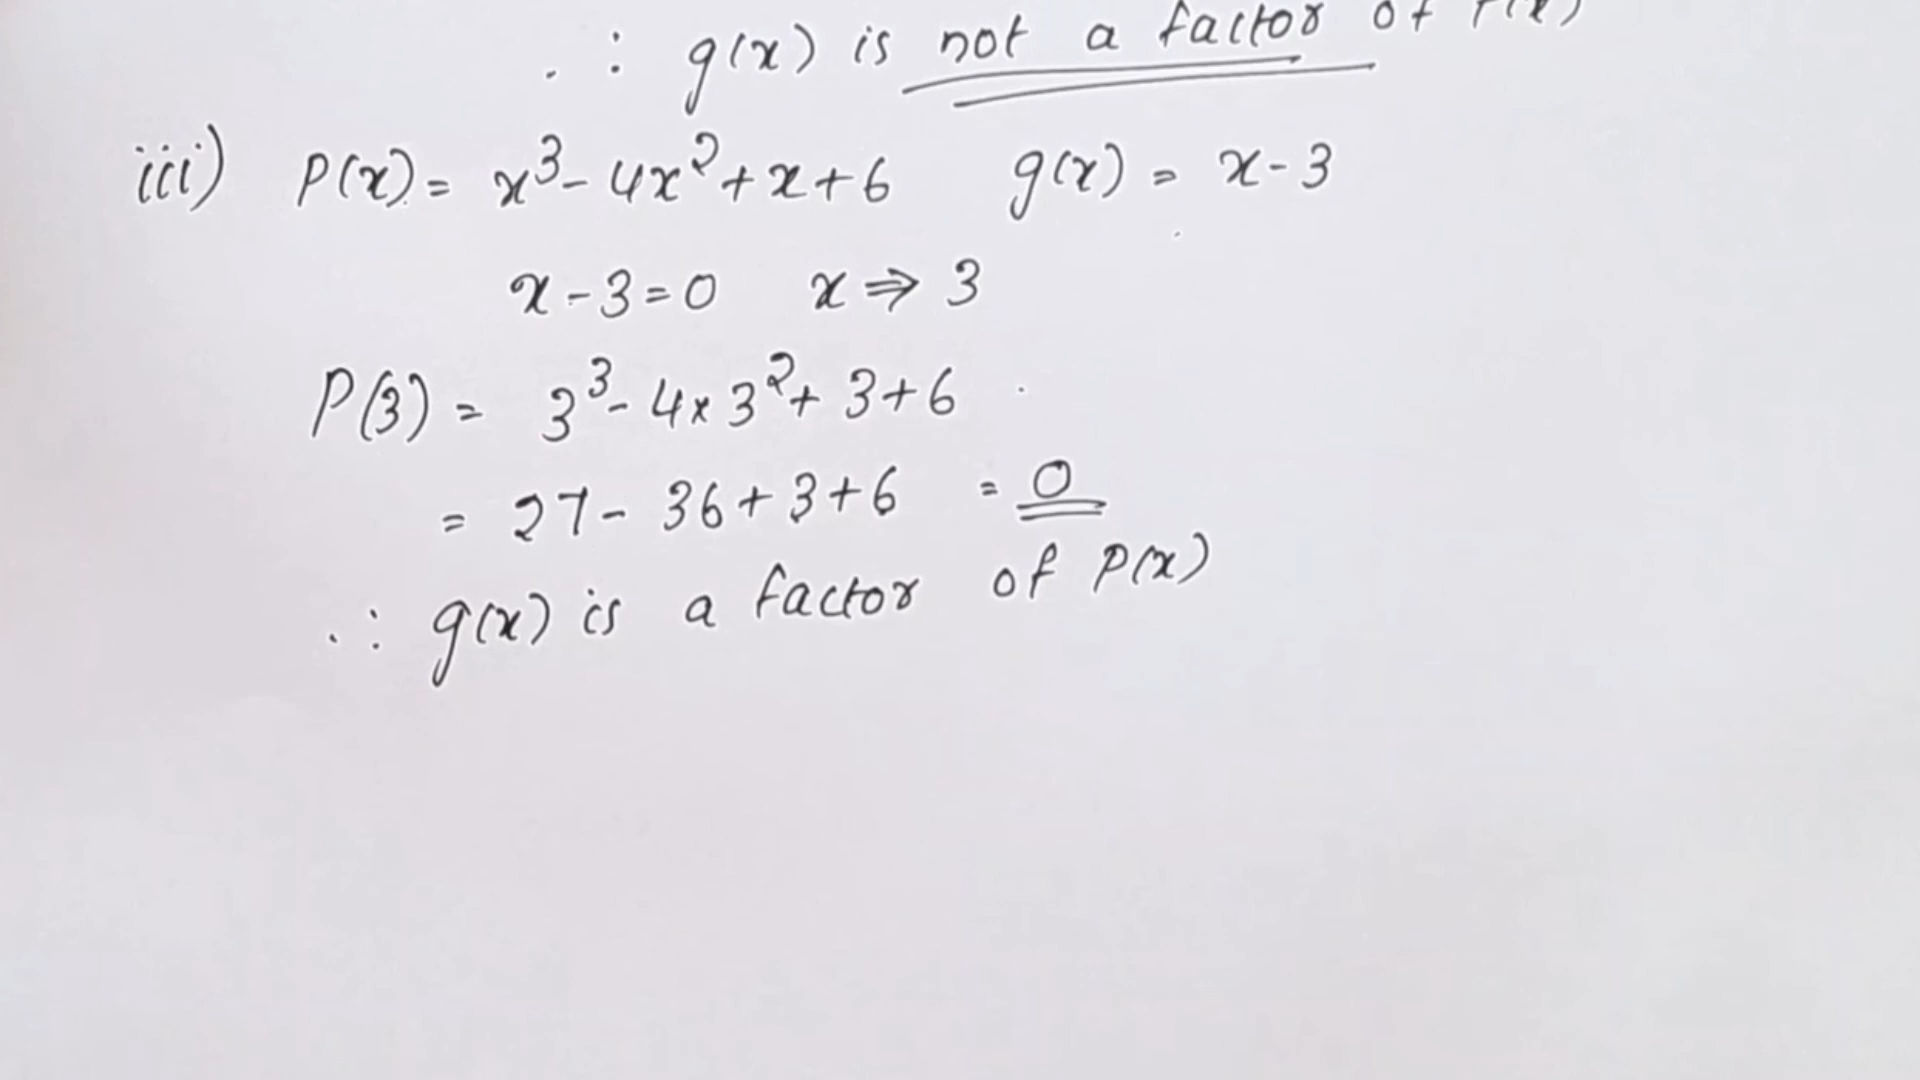 ∴ g(x) is not a factor of P(x)
iii) P(x) = x³ - 4x² + x + 6 g(x) = x - 3
x - 3 = 0 x ⇒ 3
P(3) = 3³ - 4 × 3² + 3 + 6
= 27 - 36 + 3 + 6 = 0
∴ g(x) is a factor of P(x)